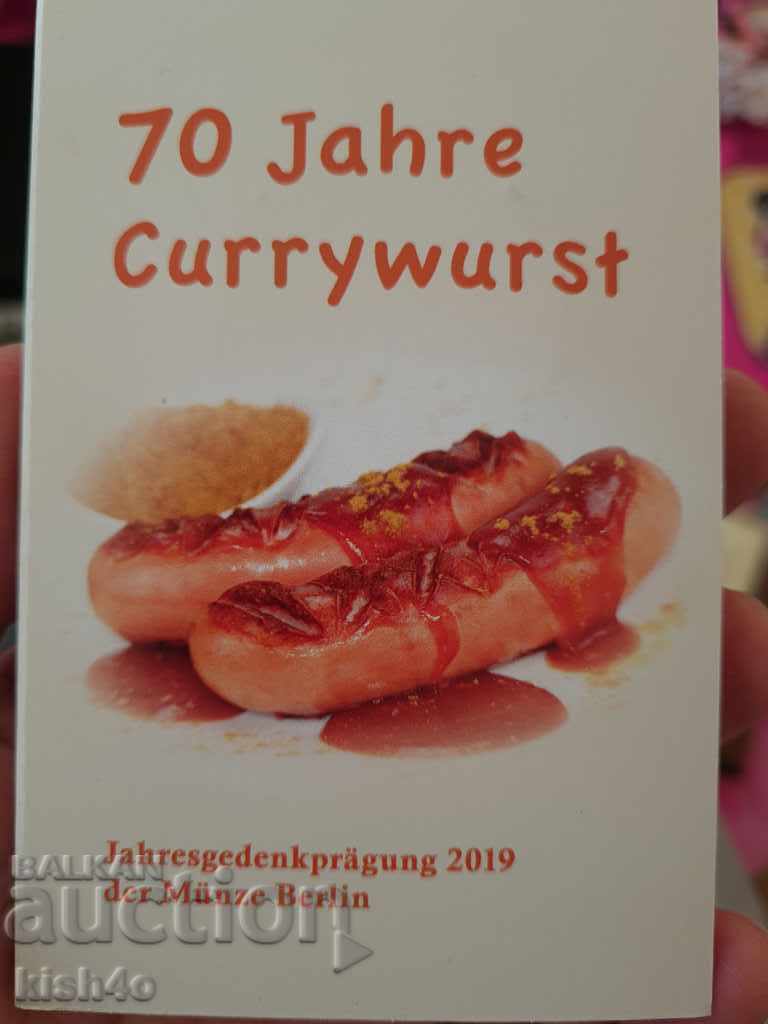 70 Jahre
Currywurst
Jahresgedenkprägung 2019
der Münze Berlin
BALKAN
auction
kish4o